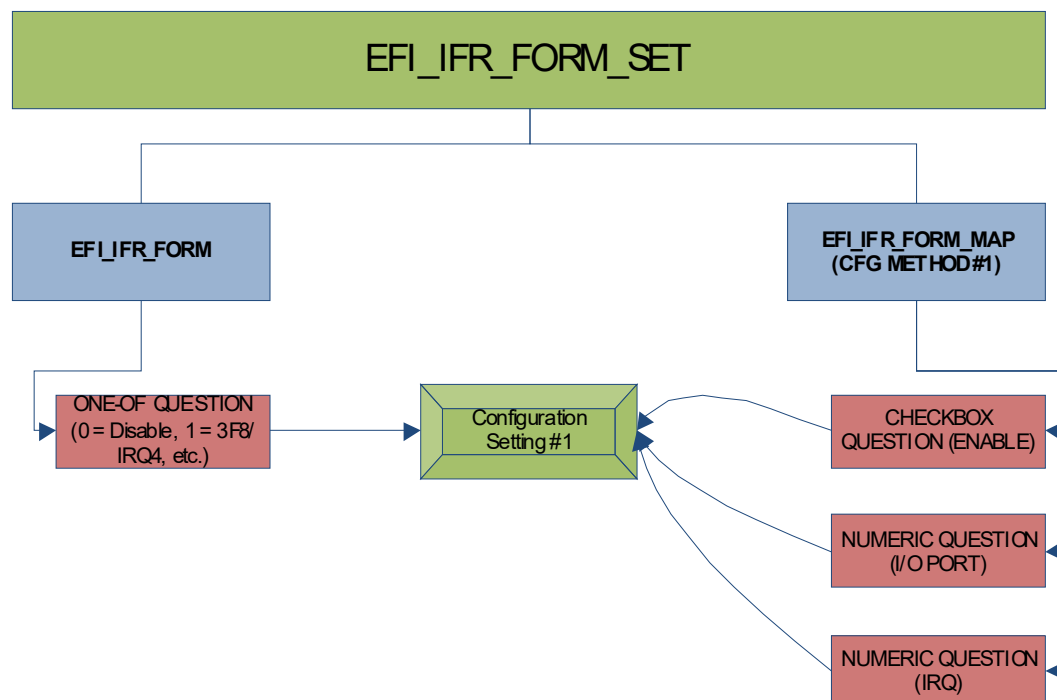 EFI_IFR_FORM_SET
EFI_IFR_FORM
EFI_IFR_FORM_MAP
(CFG METHOD #1)
ONE-OF QUESTION
(0 = Disable, 1 = 3F8/
IRQ4, etc.)
Configuration
Setting #1
CHECKBOX
QUESTION (ENABLE)
NUMERIC QUESTION
(I/O PORT)
NUMERIC QUESTION
(IRQ)